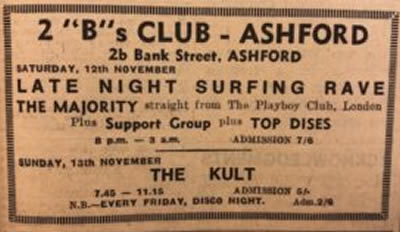 2 "B"s CLUB - ASHFORD
2b Bank Street, ASHFORD
SATURDAY, 12th NOVEMBER
LATE NIGHT SURFING RAVE
THE MAJORITY straight from The Playboy Club, London
Plus Support Group plus TOP DISES
8 p.m. — 3 a.m. ADMISSION 7/6
SUNDAY, 13th NOVEMBER
THE KULT
7.45 — 11.15 ADMISSION 5/-
N.B.—EVERY FRIDAY, DISCO NIGHT. Adm. 2/6